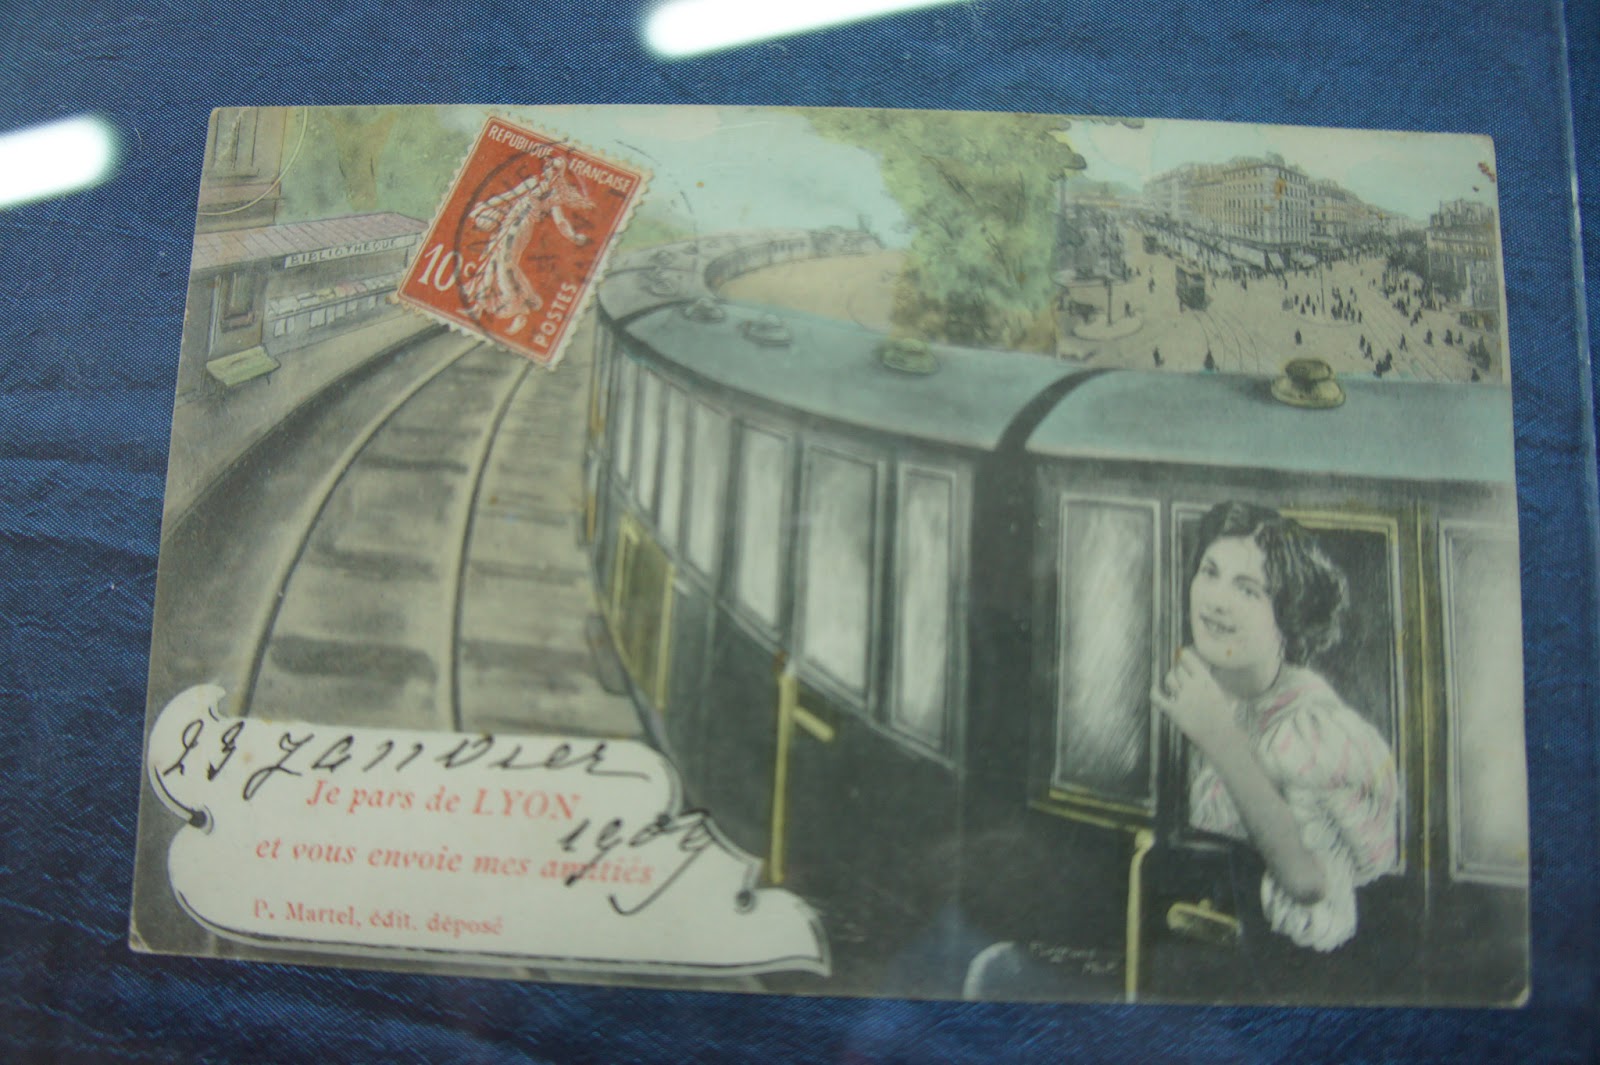 REPUBLIQUE FRANÇAISE
10c
POSTES
BIBLIOTHEQUE
23 Janvier
Je pars de LYON
1909
et vous envoie mes amitiés
P. Martel, édit. déposé